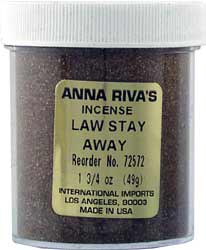 ANNA RIVA'S
INCENSE
LAW STAY
AWAY
Reorder No. 72572
1 3/4 oz (49g)
INTERNATIONAL IMPORTS
LOS ANGELES, 90003
MADE IN USA